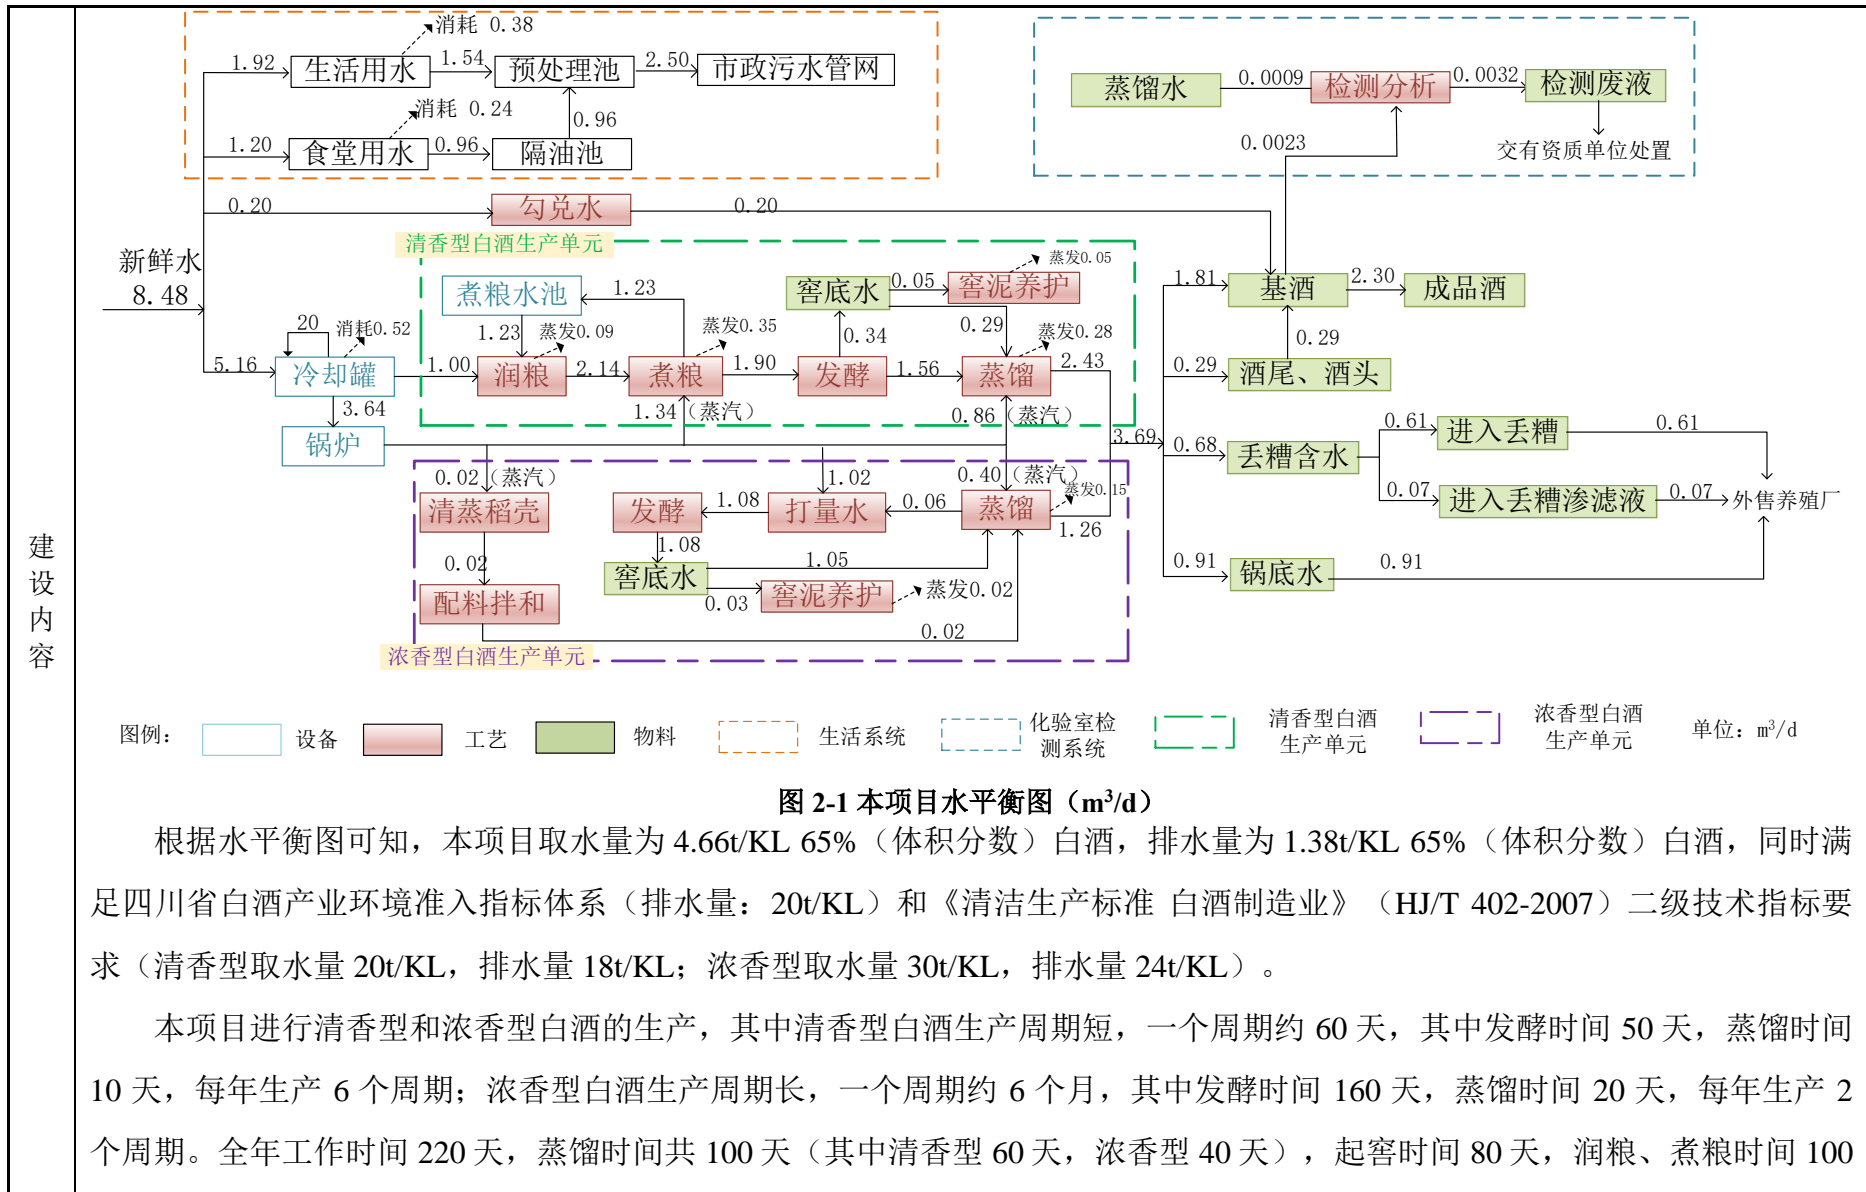 消耗 0.38
1.92
生活用水
1.54
预处理池
2.50
市政污水管网
消耗 0.24
0.96
1.20
食堂用水
0.96
隔油池
蒸馏水
0.0009
检测分析
0.0032
检测废液
0.0023
交有资质单位处置
0.20
勾兑水
0.20
新鲜水
8.48
清香型白酒生产单元
煮粮水池
1.23
窖底水
0.05
窖泥养护
蒸发0.05
20
消耗0.52
1.23
蒸发0.09
蒸发0.35
0.34
0.29
蒸发0.28
5.16
冷却罐
1.00
润粮
2.14
煮粮
1.90
发酵
1.56
蒸馏
2.43
3.64
1.34（蒸汽）
0.86（蒸汽）
锅炉
1.81
基酒
2.30
成品酒
0.29
0.29
酒尾、酒头
3.69
0.68
丢糟含水
0.61
进入丢糟
0.61
0.07
进入丢糟渗滤液
0.07
外售养殖厂
0.91
锅底水
0.91
0.02（蒸汽）
1.02
0.40（蒸汽）
蒸发0.15
清蒸稻壳
发酵
1.08
打量水
0.06
蒸馏
1.26
0.02
1.08
1.05
窖底水
0.03
窖泥养护
蒸发0.02
配料拌和
0.02
浓香型白酒生产单元
图例：
设备
工艺
物料
生活系统
化验室检
测系统
清香型白酒
生产单元
浓香型白酒
生产单元
单位：m³/d
图 2-1 本项目水平衡图（m³/d）
建
设
内
容
根据水平衡图可知，本项目取水量为 4.66t/KL 65%（体积分数）白酒，排水量为 1.38t/KL 65%（体积分数）白酒，同时满
足四川省白酒产业环境准入指标体系（排水量：20t/KL）和《清洁生产标准 白酒制造业》（HJ/T 402-2007）二级技术指标要
求（清香型取水量 20t/KL，排水量 18t/KL；浓香型取水量 30t/KL，排水量 24t/KL）。
本项目进行清香型和浓香型白酒的生产，其中清香型白酒生产周期短，一个周期约 60 天，其中发酵时间 50 天，蒸馏时间
10 天，每年生产 6 个周期；浓香型白酒生产周期长，一个周期约 6 个月，其中发酵时间 160 天，蒸馏时间 20 天，每年生产 2
个周期。全年工作时间 220 天，蒸馏时间共 100 天（其中清香型 60 天，浓香型 40 天），起窖时间 80 天，润粮、煮粮时间 100